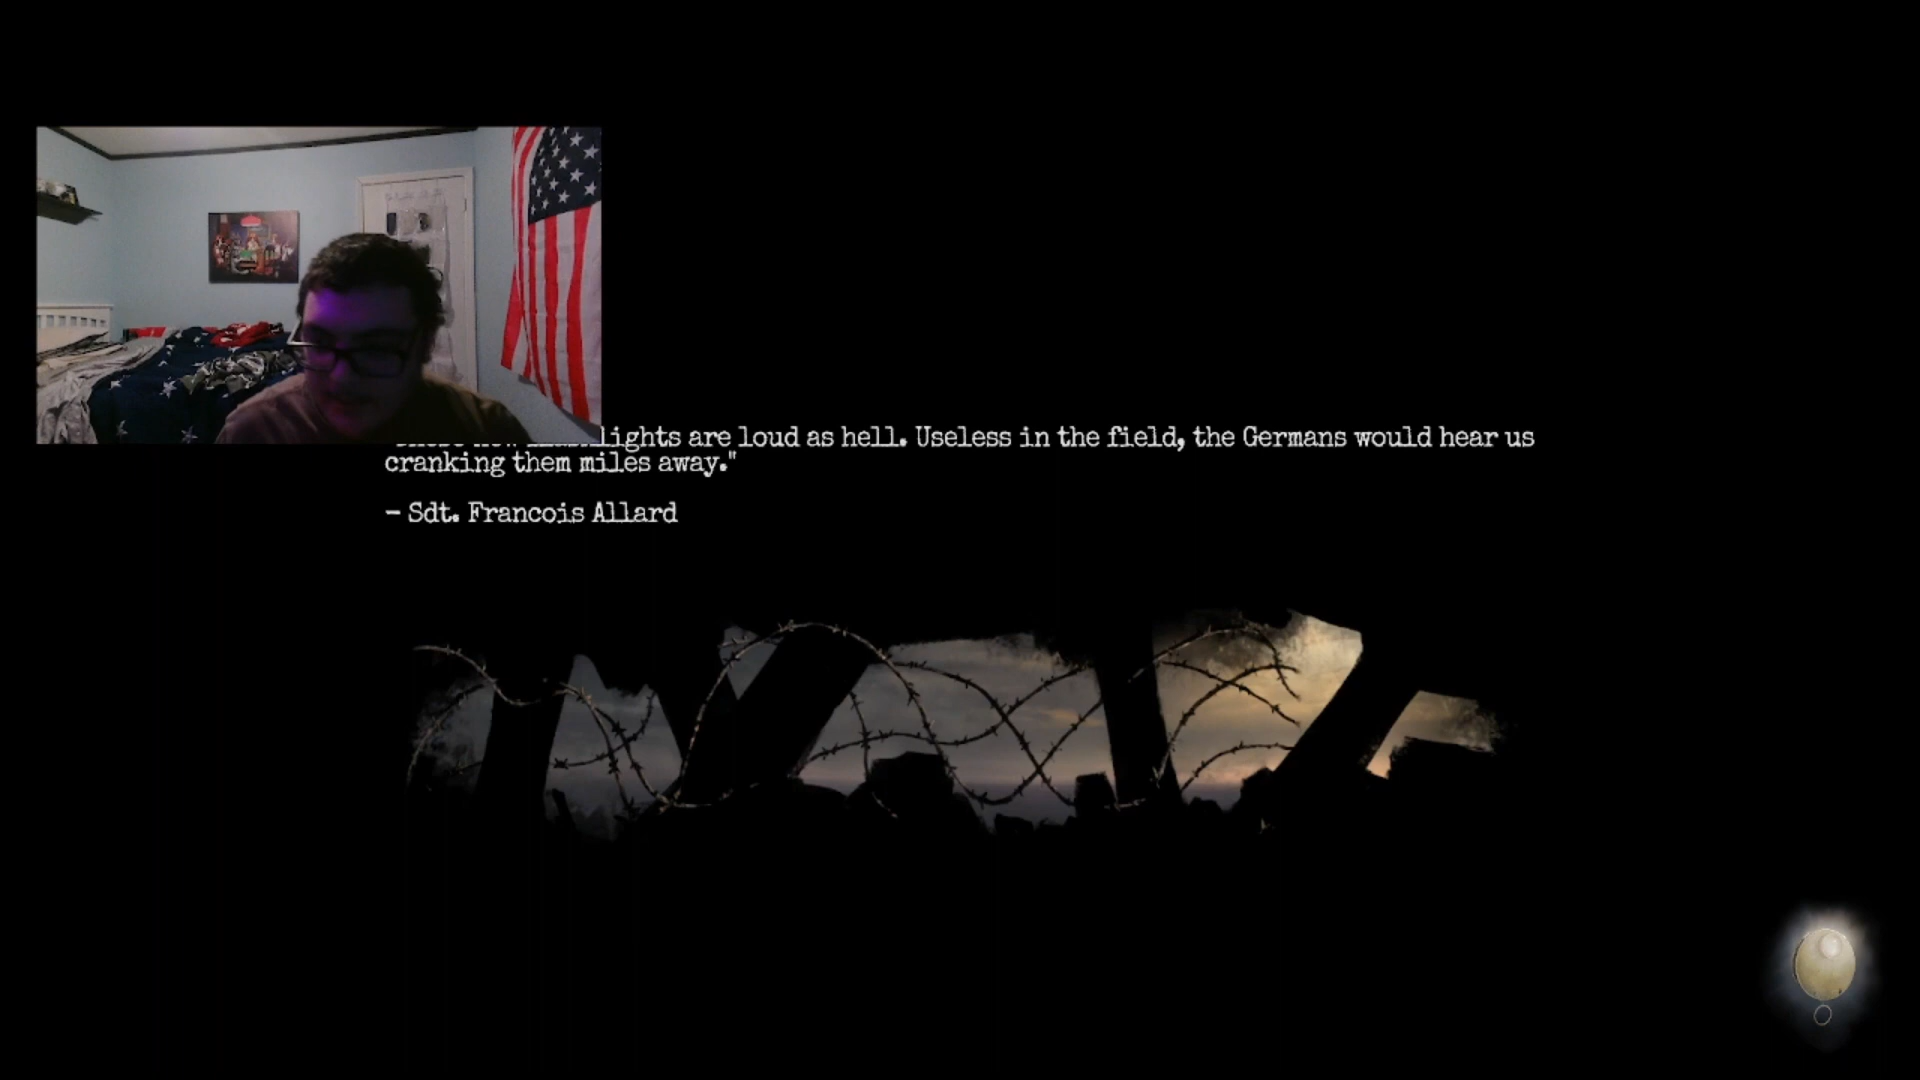 lights are loud as hell. Useless in the field, the Germans would hear us
cranking them miles away."
- Sdt. Francois Allard